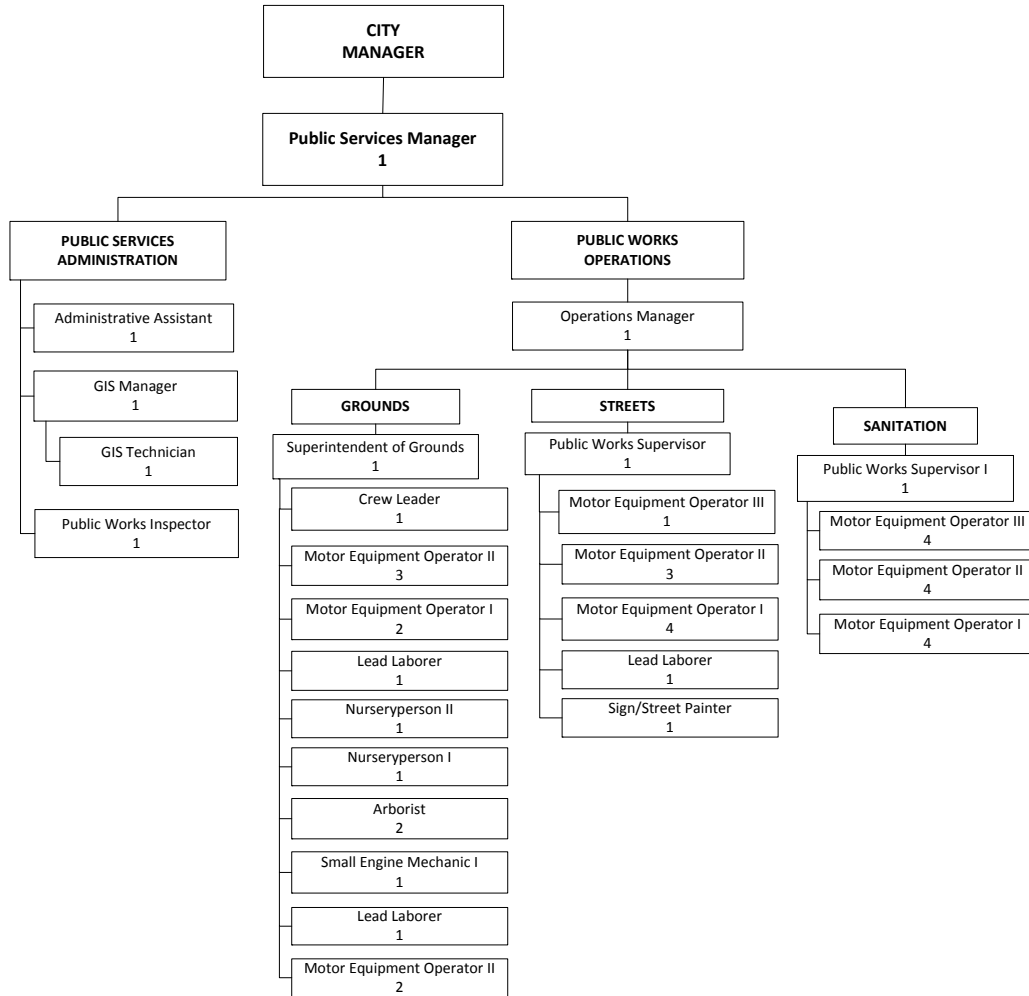 CITY
MANAGER
Public Services Manager
1
PUBLIC SERVICES
ADMINISTRATION
Administrative Assistant
1
GIS Manager
1
GIS Technician
1
Public Works Inspector
1
PUBLIC WORKS
OPERATIONS
Operations Manager
1
GROUNDS
Superintendent of Grounds
1
Crew Leader
1
Motor Equipment Operator II
3
Motor Equipment Operator I
2
Lead Laborer
1
Nurseryperson II
1
Nurseryperson I
1
Arborist
2
Small Engine Mechanic I
1
Lead Laborer
1
Motor Equipment Operator II
2
STREETS
Public Works Supervisor
1
Motor Equipment Operator III
1
Motor Equipment Operator II
3
Motor Equipment Operator I
4
Lead Laborer
1
Sign/Street Painter
1
SANITATION
Public Works Supervisor I
1
Motor Equipment Operator III
4
Motor Equipment Operator II
4
Motor Equipment Operator I
4